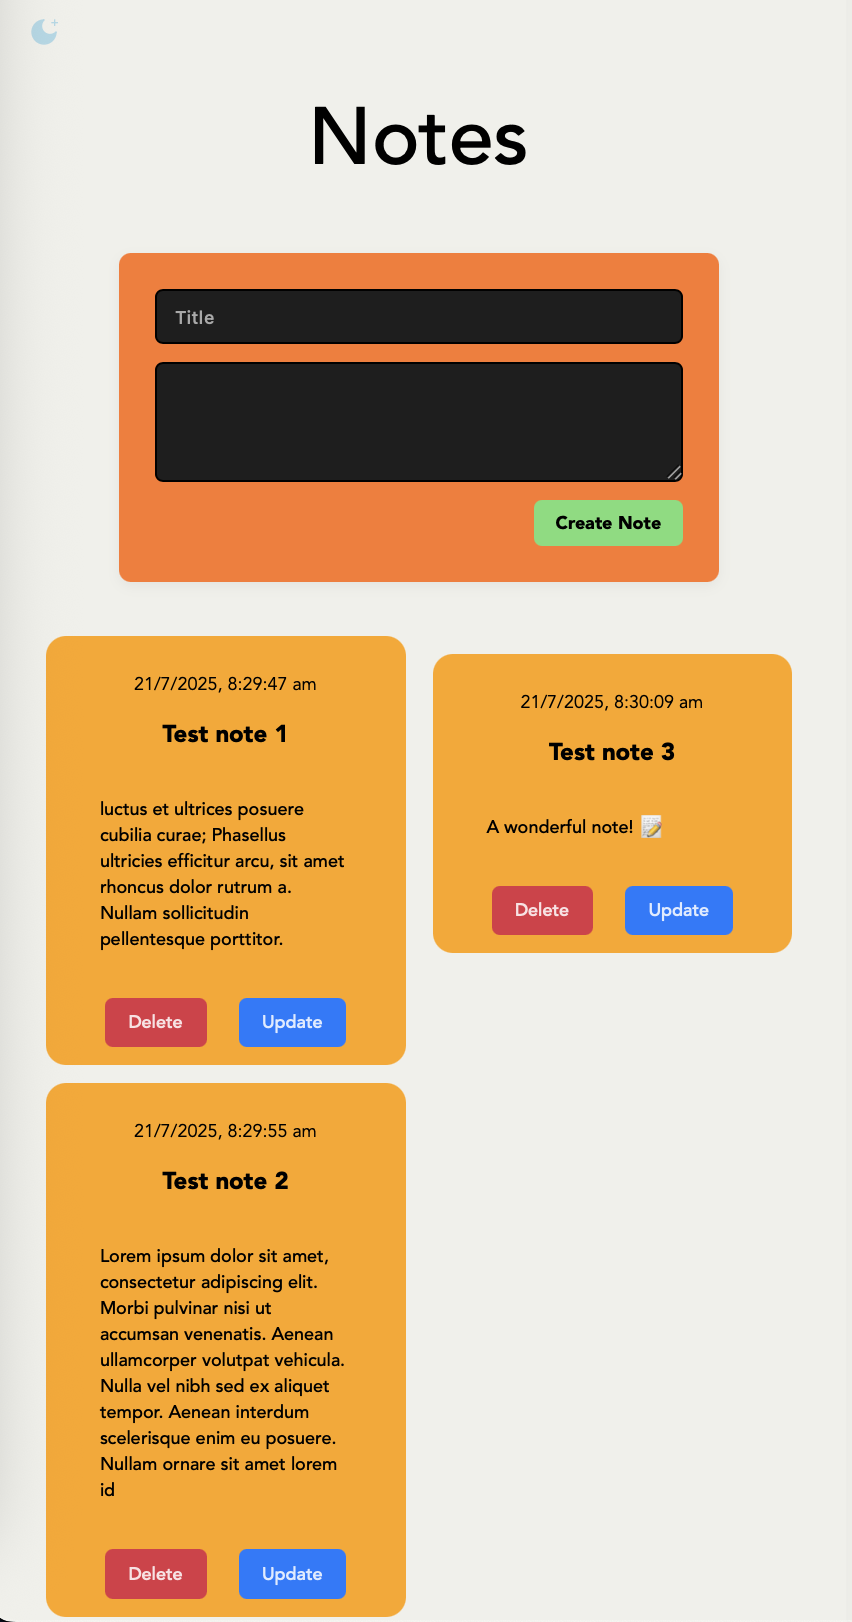 Notes
Title
Create Note
21/7/2025, 8:29:47 am
Test note 1
luctus et ultrices posuere
cubilia curae; Phasellus
ultricies efficitur arcu, sit amet
rhoncus dolor rutrum a.
Nullam sollicitudin
pellentesque porttitor.
Delete
Update
21/7/2025, 8:29:55 am
Test note 2
Lorem ipsum dolor sit amet,
consectetur adipiscing elit.
Morbi pulvinar nisi ut
accumsan venenatis. Aenean
ullamcorper volutpat vehicula.
Nulla vel nibh sed ex aliquet
tempor. Aenean interdum
scelerisque enim eu posuere.
Nullam ornare sit amet lorem
id
Delete
Update
21/7/2025, 8:30:09 am
Test note 3
A wonderful note! 📝
Delete
Update